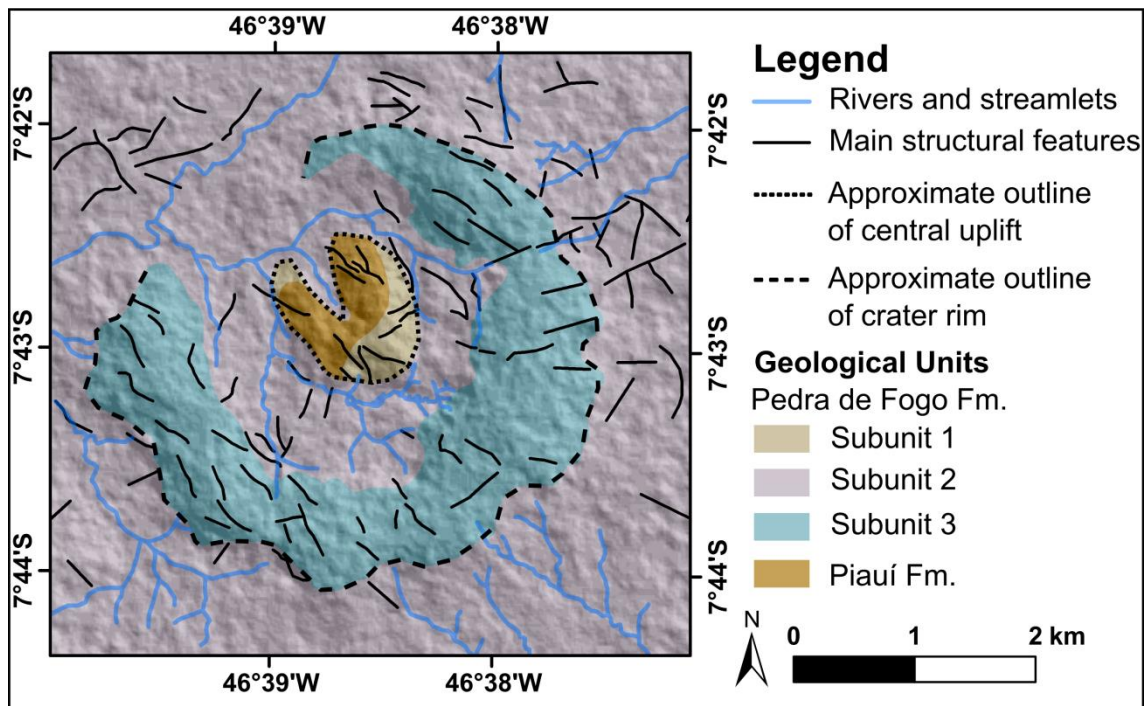 46°39'W
46°38'W
7°42'S
7°42'S
7°43'S
7°43'S
7°44'S
7°44'S
46°39'W
46°38'W
Legend
Rivers and streamlets
Main structural features
Approximate outline
of central uplift
Approximate outline
of crater rim
Geological Units
Pedra de Fogo Fm.
Subunit 1
Subunit 2
Subunit 3
Piauí Fm.
N
0 1 2 km